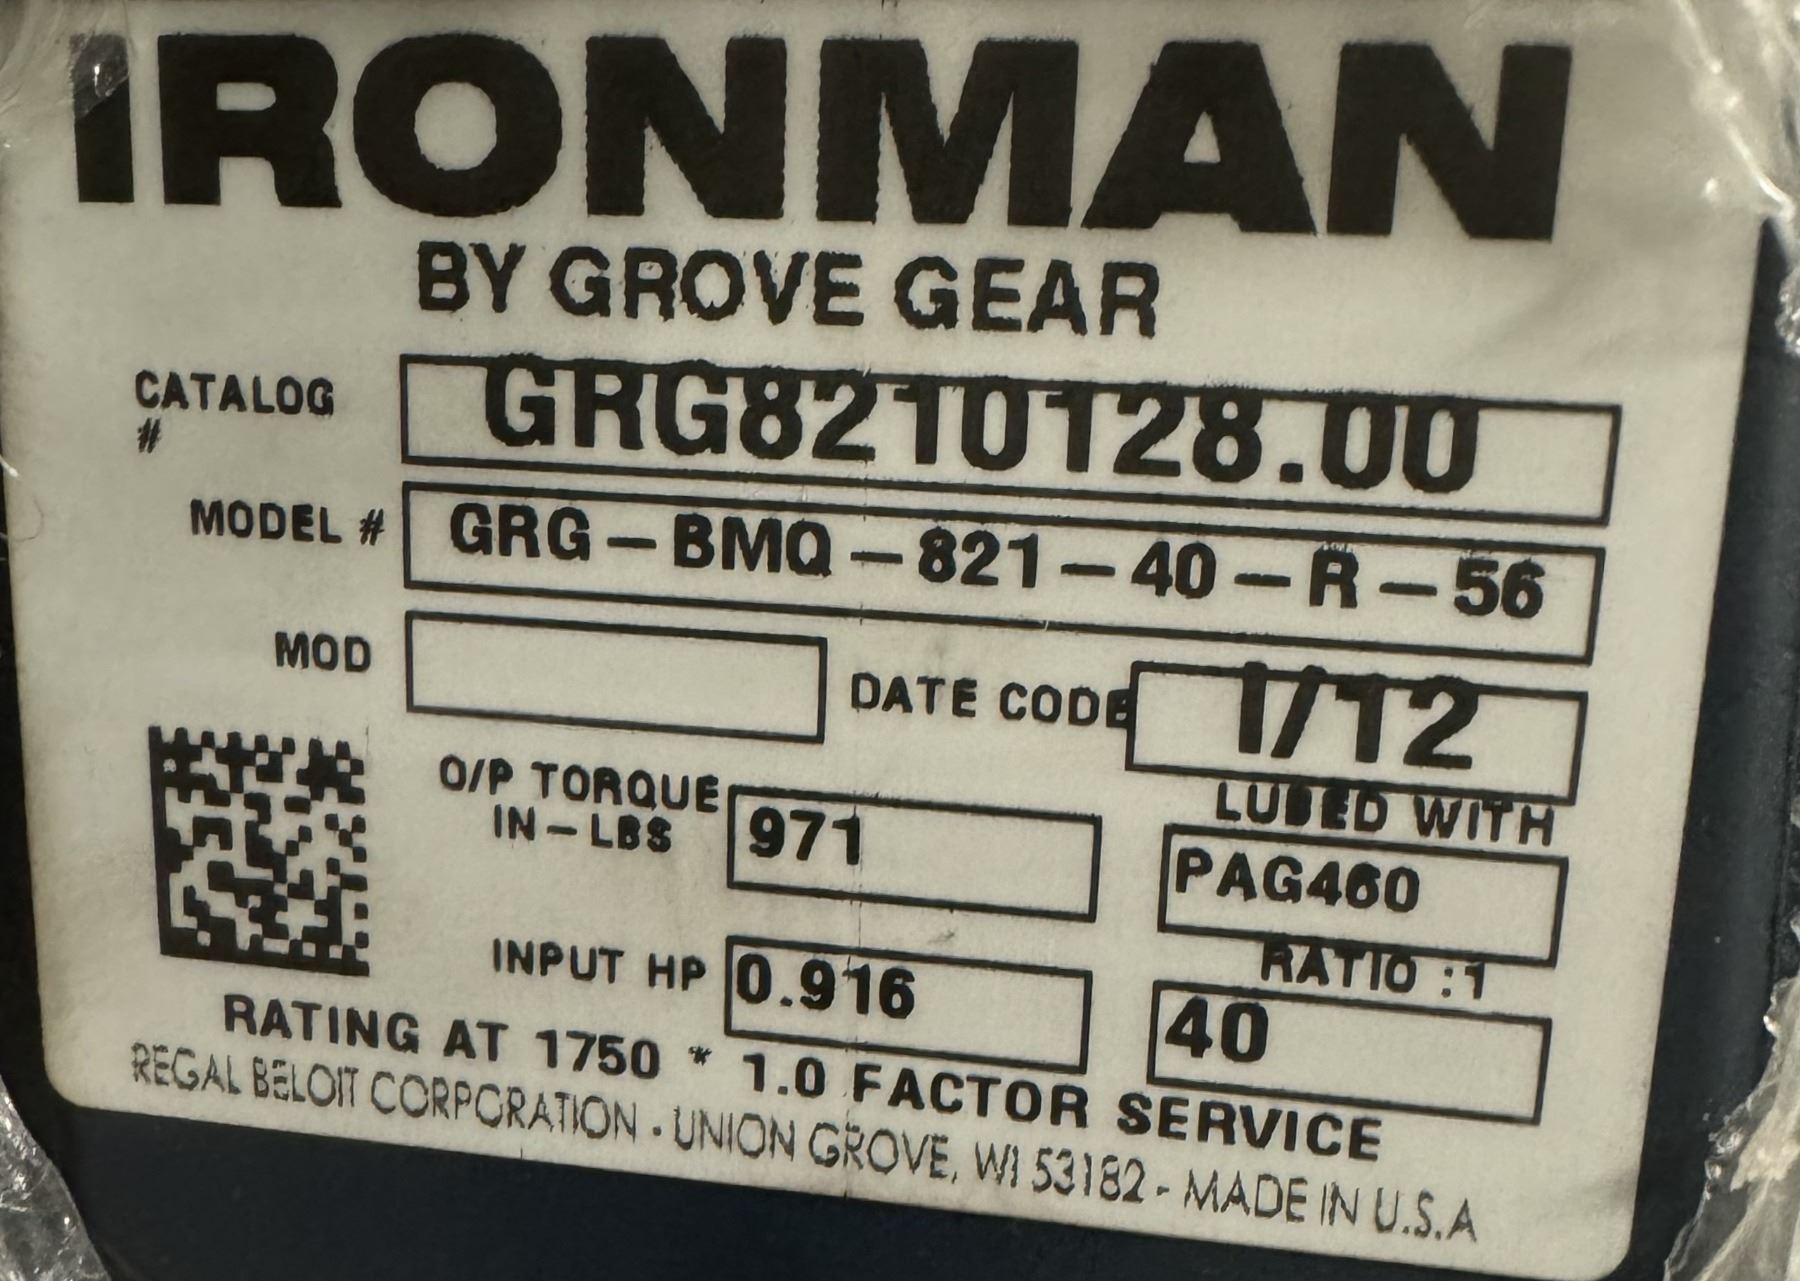 IRONMAN
BY GROVE GEAR
CATALOG # GRG8210128.00
MODEL # GRG-BMQ-821-40-R-56
MOD
DATE CODE I/12
O/P TORQUE IN-LBS 971
LUBED WITH PAG460
INPUT HP 0.916
RATIO :1 40
RATING AT 1750 * 1.0 FACTOR SERVICE
REGAL BELOIT CORPORATION - UNION GROVE, WI 53182 - MADE IN U.S.A